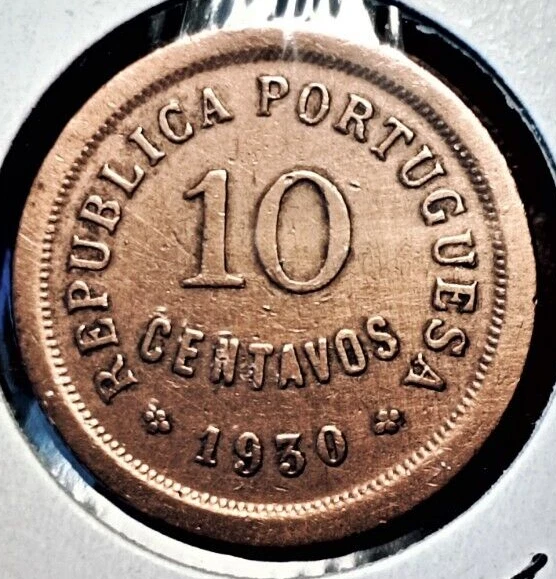 REPUBLICA PORTUGUESA
10
CENTAVOS
1930